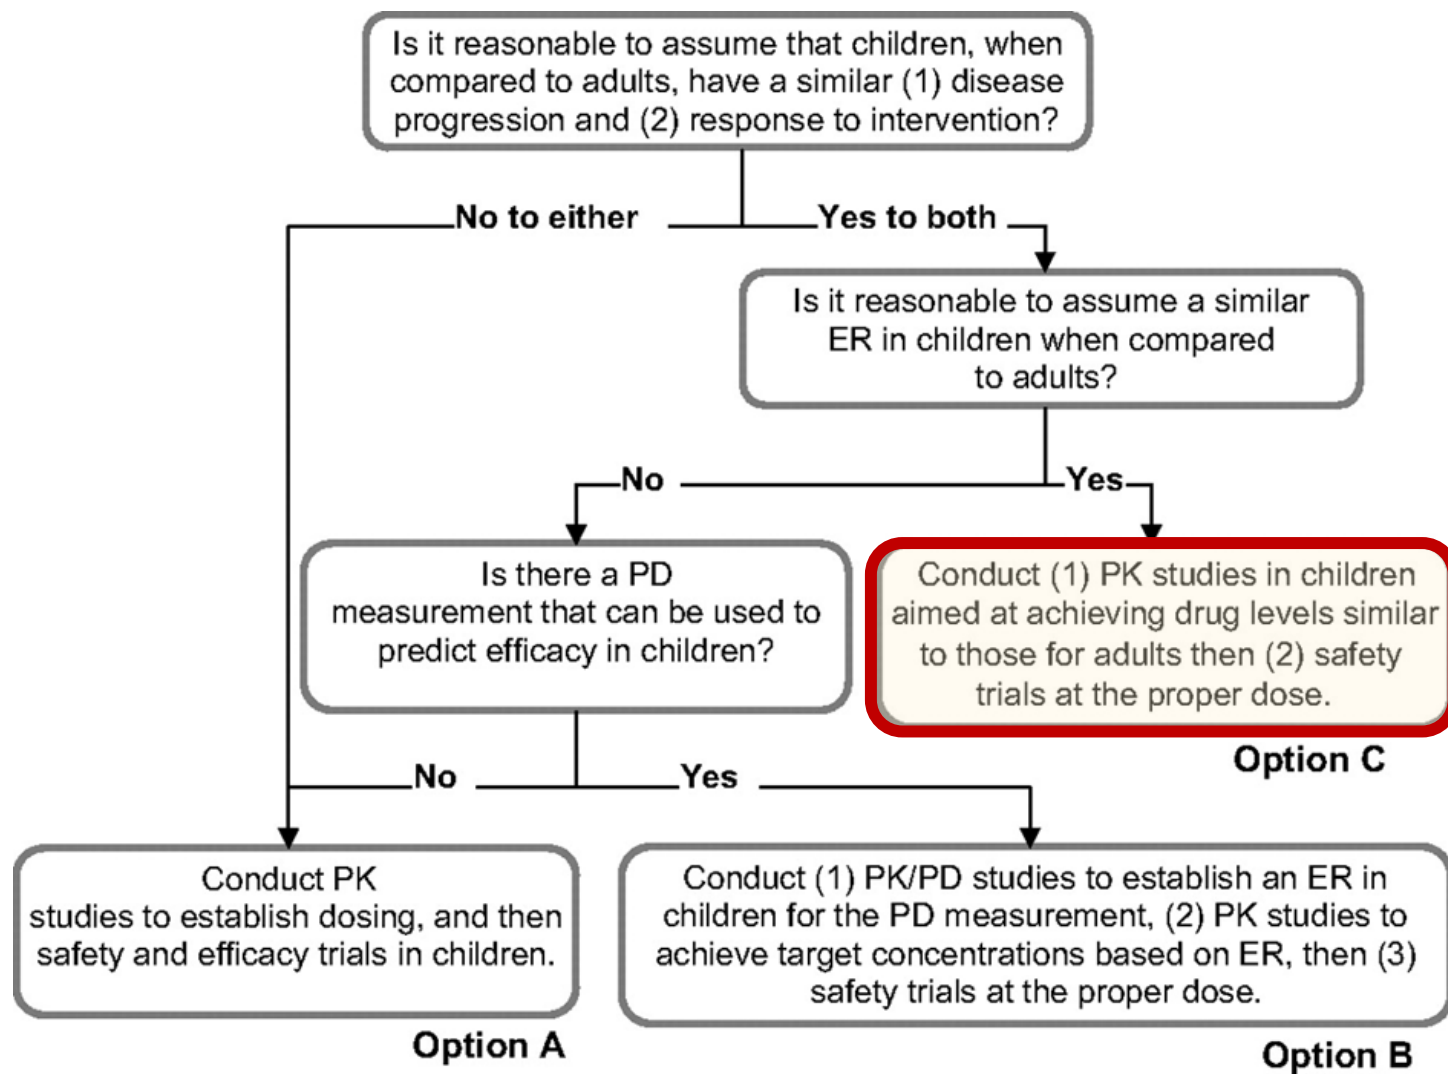 Is it reasonable to assume that children, when
compared to adults, have a similar (1) disease
progression and (2) response to intervention?
No to either
Yes to both
Is it reasonable to assume a similar
ER in children when compared
to adults?
No
Yes
Is there a PD
measurement that can be used to
predict efficacy in children?
Conduct (1) PK studies in children
aimed at achieving drug levels similar
to those for adults then (2) safety
trials at the proper dose.
Option C
No
Yes
Conduct PK
studies to establish dosing, and then
safety and efficacy trials in children.
Option A
Conduct (1) PK/PD studies to establish an ER in
children for the PD measurement, (2) PK studies to
achieve target concentrations based on ER, then (3)
safety trials at the proper dose.
Option B